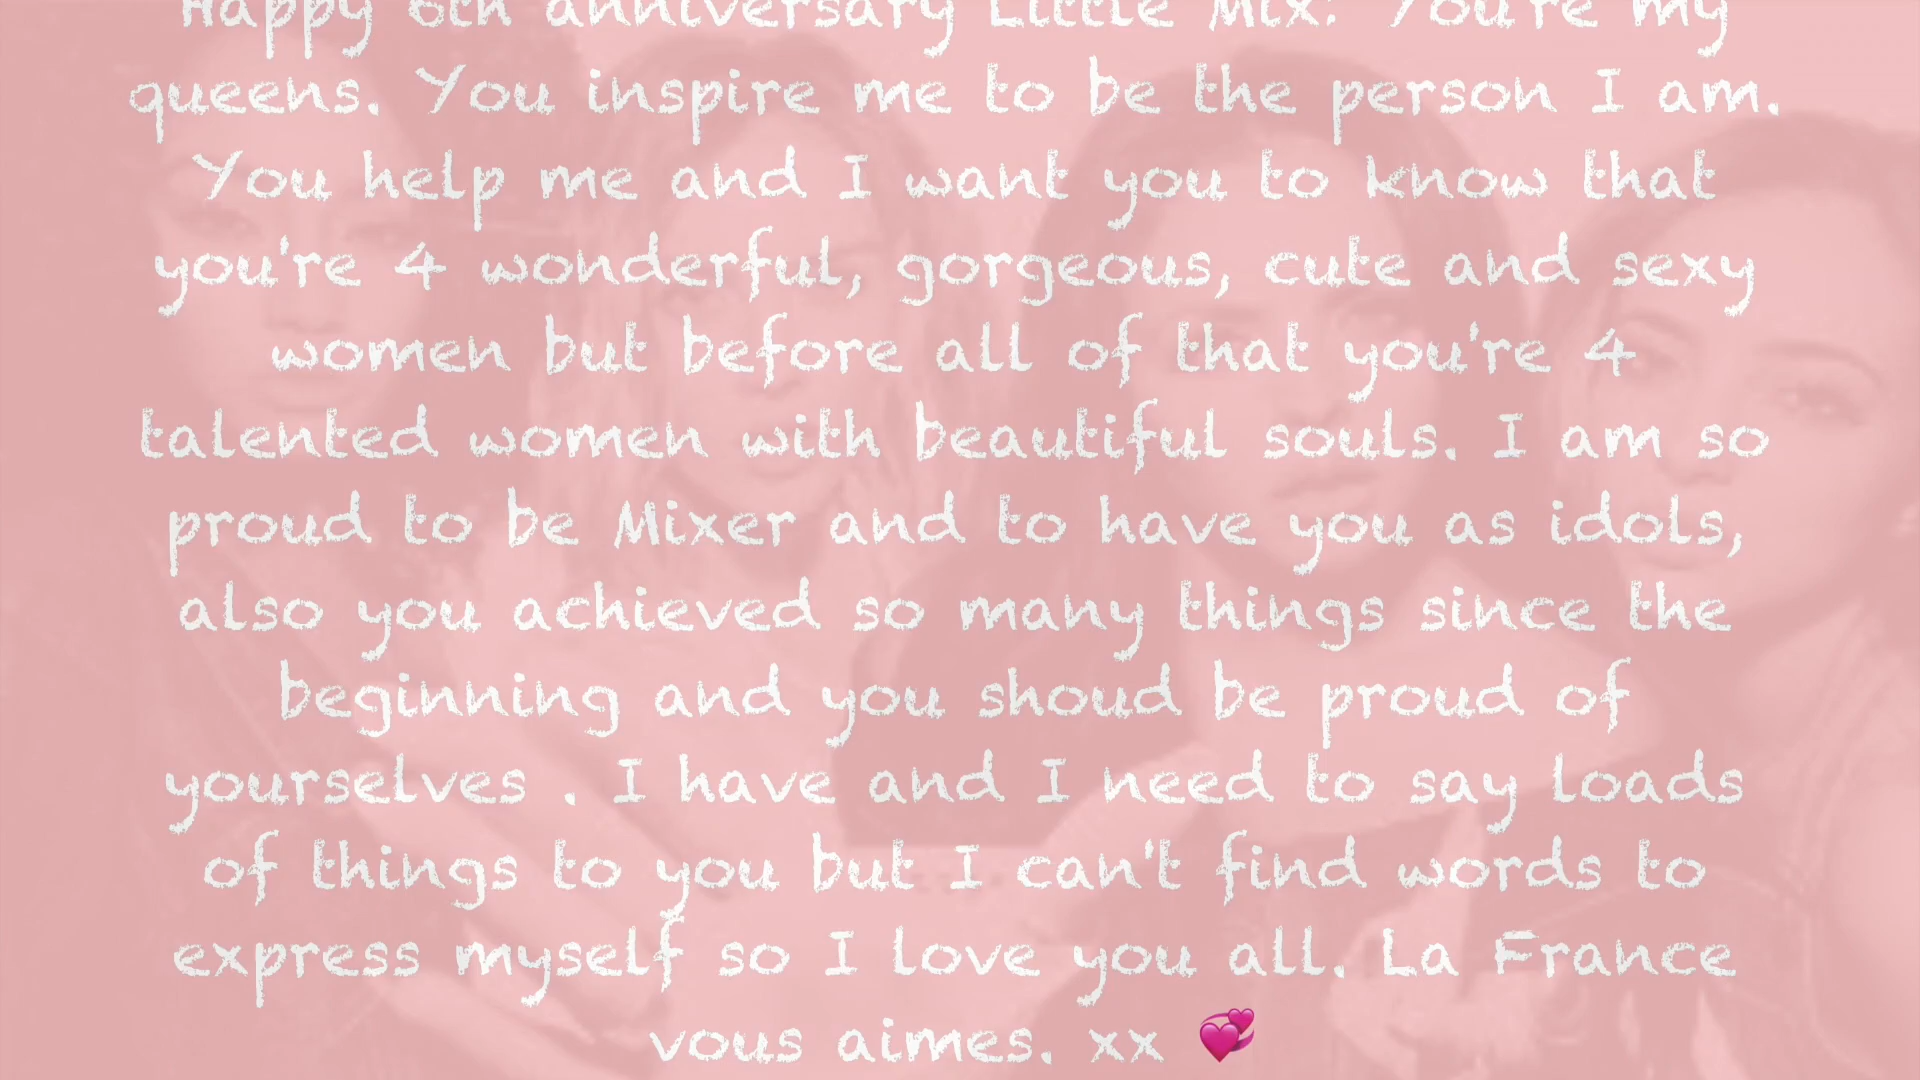 Happy 6th anniversary Little Mix! You're my
queens. You inspire me to be the person I am.
You help me and I want you to know that
you're 4 wonderful, gorgeous, cute and sexy
women but before all of that you're 4
talented women with beautiful souls. I am so
proud to be Mixer and to have you as idols,
also you achieved so many things since the
beginning and you shoud be proud of
yourselves . I have and I need to say loads
of things to you but I can't find words to
express myself so I love you all. La France
vous aimes. xx 💞